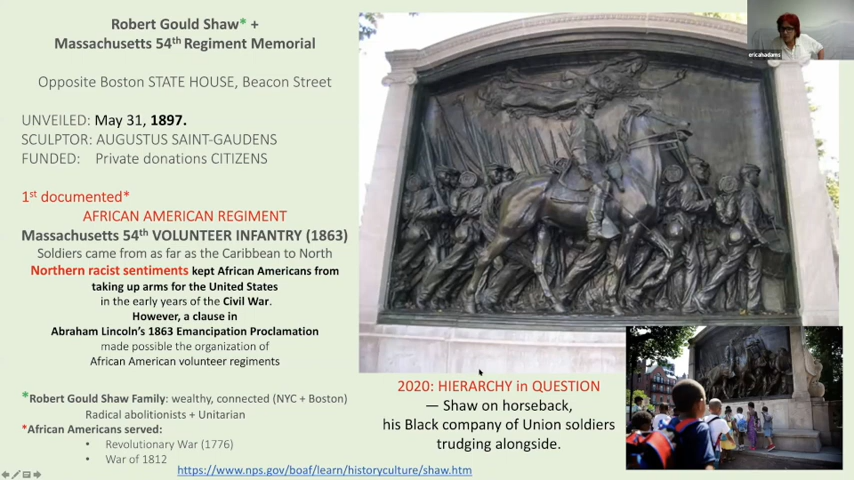 Robert Gould Shaw* +
Massachusetts 54th Regiment Memorial
Opposite Boston STATE HOUSE, Beacon Street
UNVEILED: May 31, 1897.
SCULPTOR: AUGUSTUS SAINT-GAUDENS
FUNDED: Private donations CITIZENS
1st documented*
AFRICAN AMERICAN REGIMENT
Massachusetts 54th VOLUNTEER INFANTRY (1863)
Soldiers came from as far as the Caribbean to North
Northern racist sentiments kept African Americans from
taking up arms for the United States
in the early years of the Civil War.
However, a clause in
Abraham Lincoln's 1863 Emancipation Proclamation
made possible the organization of
African American volunteer regiments
*Robert Gould Shaw Family: wealthy, connected (NYC + Boston)
Radical abolitionists + Unitarian
*African Americans served:
• Revolutionary War (1776)
• War of 1812
https://www.nps.gov/boaf/learn/historyculture/shaw.htm
2020: HIERARCHY in QUESTION
— Shaw on horseback,
his Black company of Union soldiers
trudging alongside.
ericahadams